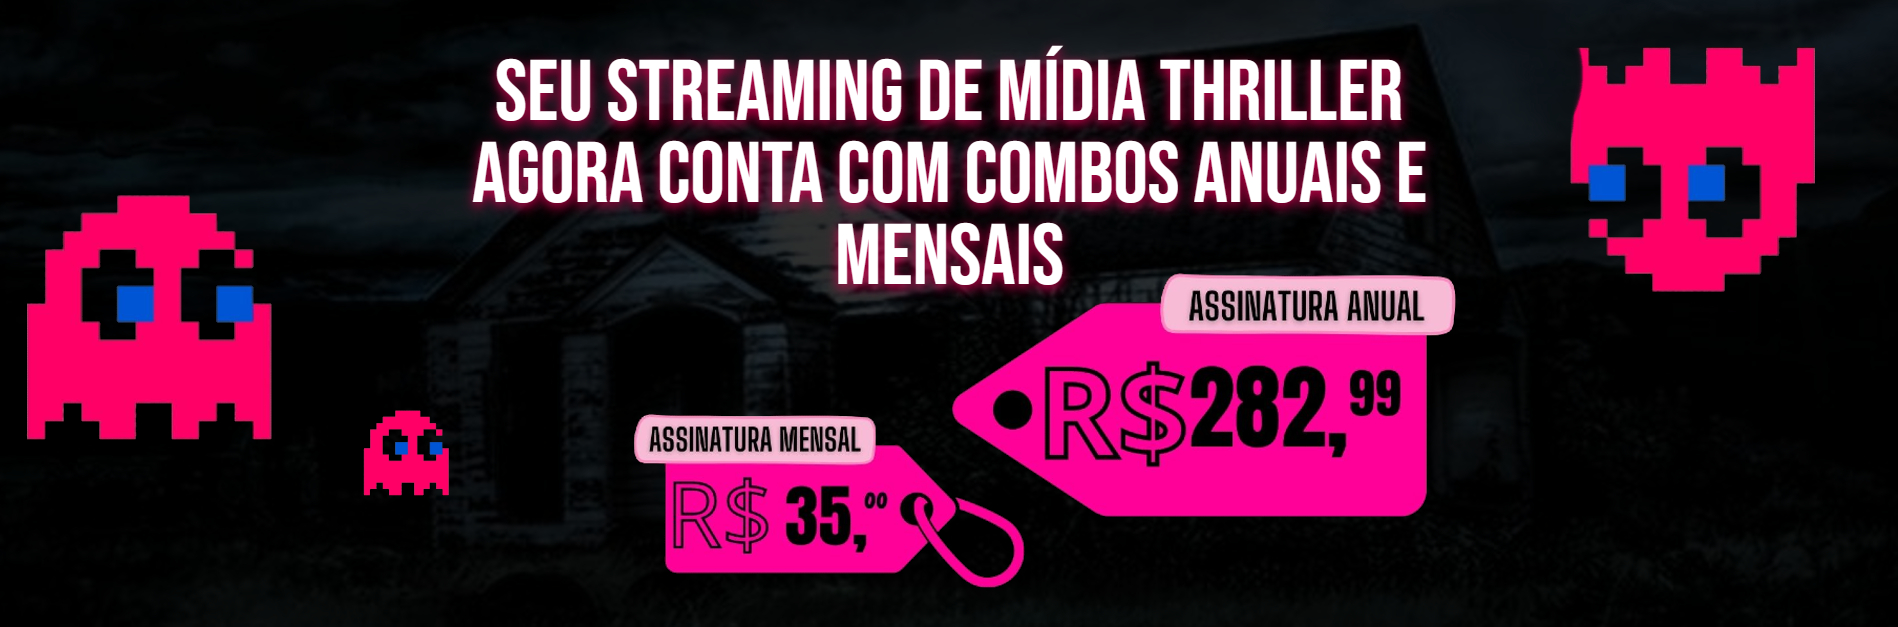 SEU STREAMING DE MÍDIA THRILLER
AGORA CONTA COM COMBOS ANUAIS E
MENSAIS
ASSINATURA ANUAL
R$282,99
ASSINATURA MENSAL
R$ 35,00